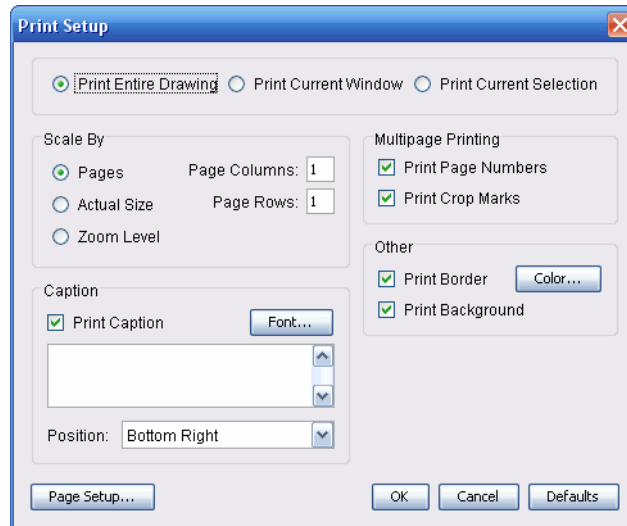 Print Setup
Print Entire Drawing Print Current Window Print Current Selection
Scale By
Pages Page Columns: 1
Actual Size Page Rows: 1
Zoom Level
Multipage Printing
Print Page Numbers
Print Crop Marks
Other
Print Border Color...
Print Background
Caption
Print Caption Font...
Position: Bottom Right
Page Setup... OK Cancel Defaults